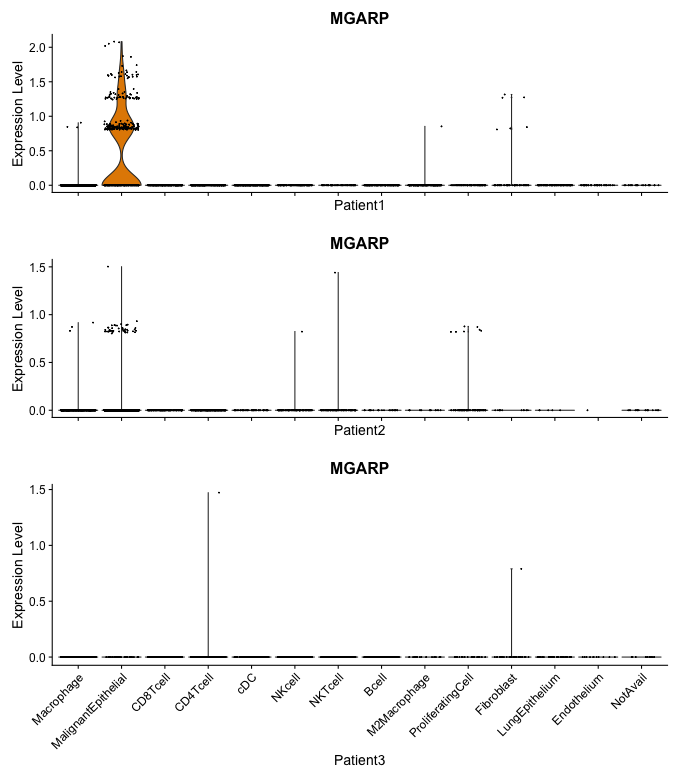 MGARP
Expression Level
2.0
1.5
1.0
0.5
0.0
Patient1
MGARP
Expression Level
1.5
1.0
0.5
0.0
Patient2
MGARP
Expression Level
1.5
1.0
0.5
0.0
Macrophage
MalignantEpithelial
CD8Tcell
CD4Tcell
cDC
NKcell
NKTcell
Bcell
M2Macrophage
ProliferatingCell
Fibroblast
LungEpithelium
Endothelium
NotAvail
Patient3